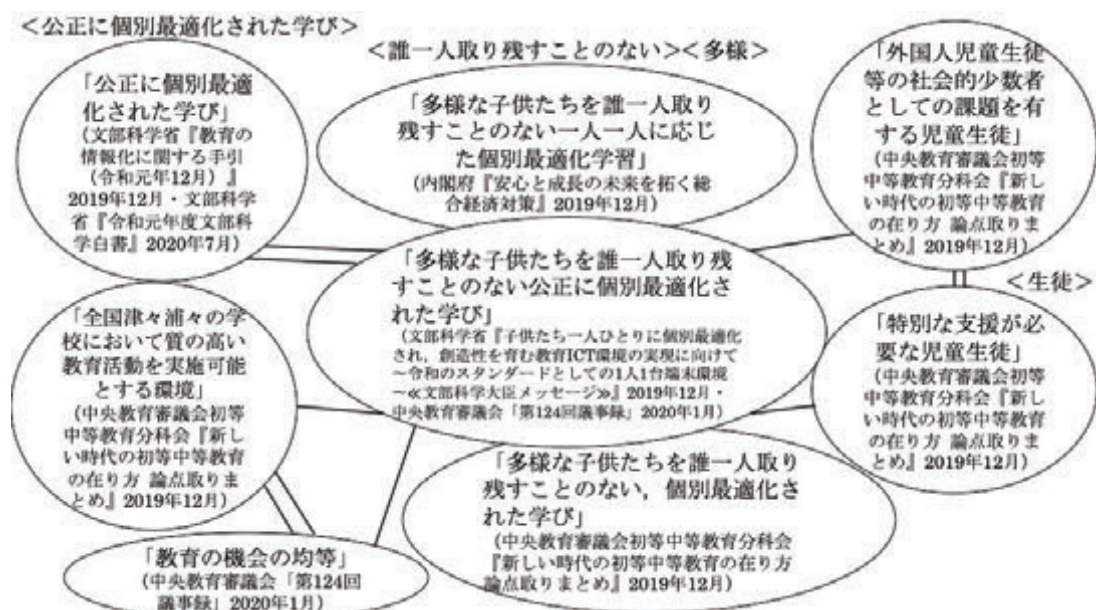 <公正に個別最適化された学び>
<誰一人取り残すことのない><多様>
「公正に個別最適
化された学び」
(文部科学省『教育の
情報化に関する手引
(令和元年12月)』
2019年12月・文部科学
省『令和元年度文部科
学白書』2020年7月)
「多様な子供たちを誰一人取り
残すことのない一人一人に応じ
た個別最適化学習」
(内閣府『安心と成長の未来を拓く総
合経済対策』2019年12月)
「外国人児童生徒
等の社会的少数者
としての課題を有
する児童生徒」
(中央教育審議会初等
中等教育分科会『新し
い時代の初等中等教育
の在り方 論点取りま
とめ』2019年12月)
「多様な子供たちを誰一人取り残
すことのない公正に個別最適化さ
れた学び」
(文部科学省『子供たち一人ひとりに個別最適化
され,創造性を育む教育ICT環境の実現に向けて
~令和のスタンダードとしての1人1台端末環境
~≪文部科学大臣メッセージ≫』2019年12月・
中央教育審議会「第124回議事録」2020年1月)
<生徒>
「全国津々浦々の学
校において質の高い
教育活動を実施可能
とする環境」
(中央教育審議会初等
中等教育分科会『新し
い時代の初等中等教育
の在り方 論点取りま
とめ』2019年12月)
「特別な支援が必
要な児童生徒」
(中央教育審議会初等
中等教育分科会『新し
い時代の初等中等教育
の在り方 論点取りま
とめ』2019年12月)
「多様な子供たちを誰一人取り
残すことのない,個別最適化さ
れた学び」
(中央教育審議会初等中等教育分科会
『新しい時代の初等中等教育の在り方
論点取りまとめ』2019年12月)
「教育の機会の均等」
(中央教育審議会「第124回
議事録」2020年1月)